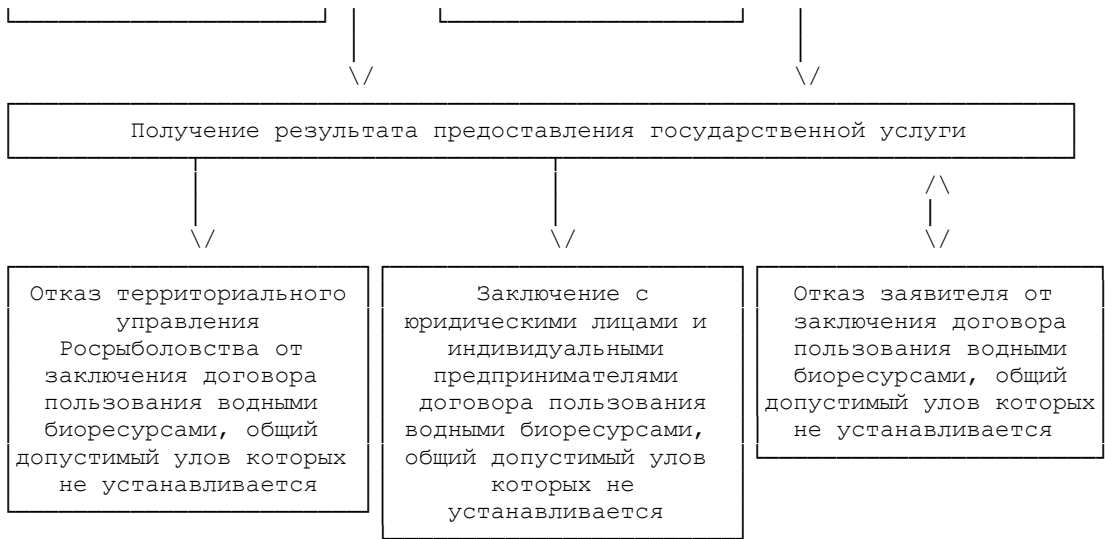 Получение результата предоставления государственной услуги
Отказ территориального
управления
Росрыболовства от
заключения договора
пользования водными
биоресурсами, общий
допустимый улов которых
не устанавливается
Заключение с
юридическими лицами и
индивидуальными
предпринимателями
договора пользования
водными биоресурсами,
общий допустимый улов
которых не
устанавливается
Отказ заявителя от
заключения договора
пользования водными
биоресурсами, общий
допустимый улов которых
не устанавливается